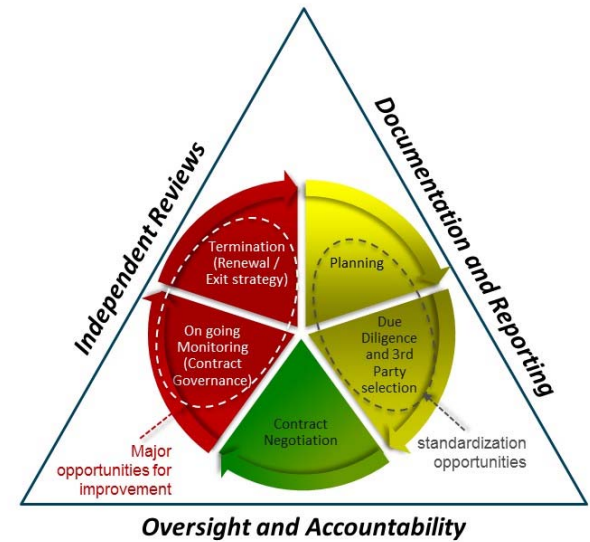 Independent Reviews
Documentation and Reporting
Termination
(Renewal /
Exit strategy)
Planning
On going
Monitoring
(Contract
Governance)
Due
Diligence
and 3rd
Party
selection
Contract
Negotiation
Major
opportunities for
improvement
standardization
opportunities
Oversight and Accountability